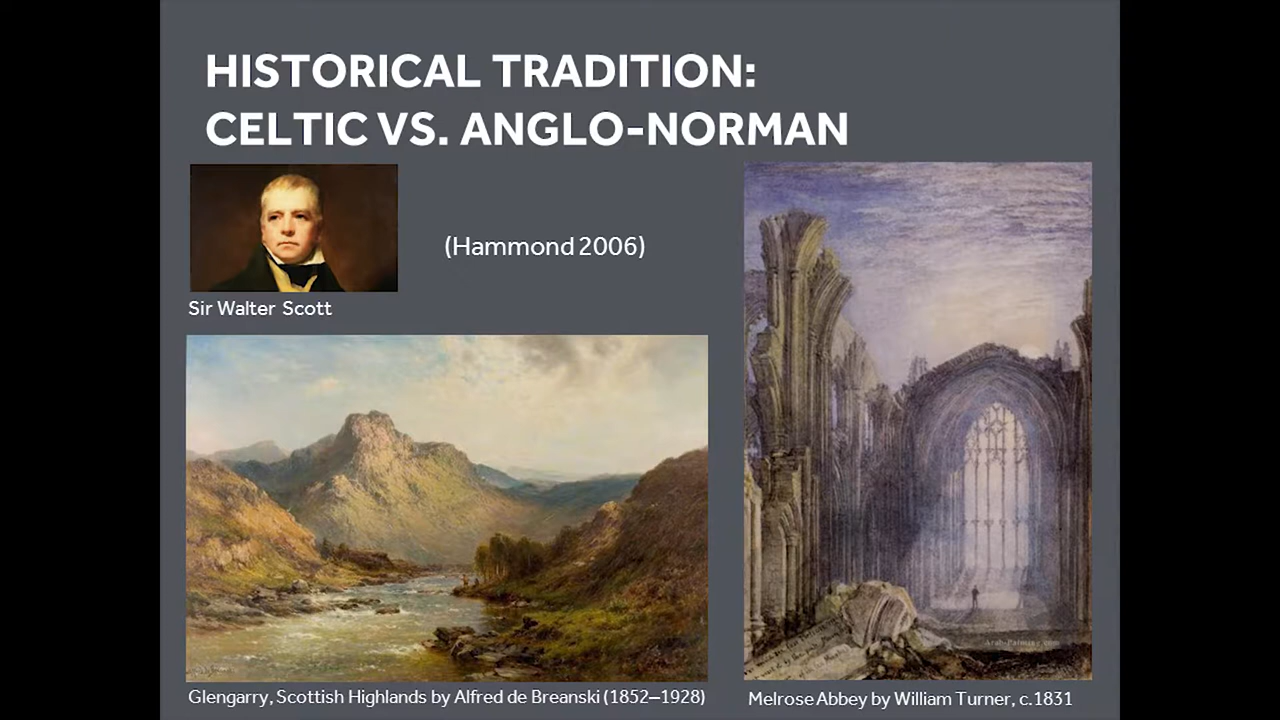 HISTORICAL TRADITION:
CELTIC VS. ANGLO-NORMAN
(Hammond 2006)
Sir Walter Scott
Glengarry, Scottish Highlands by Alfred de Breanski (1852–1928)
Melrose Abbey by William Turner, c.1831